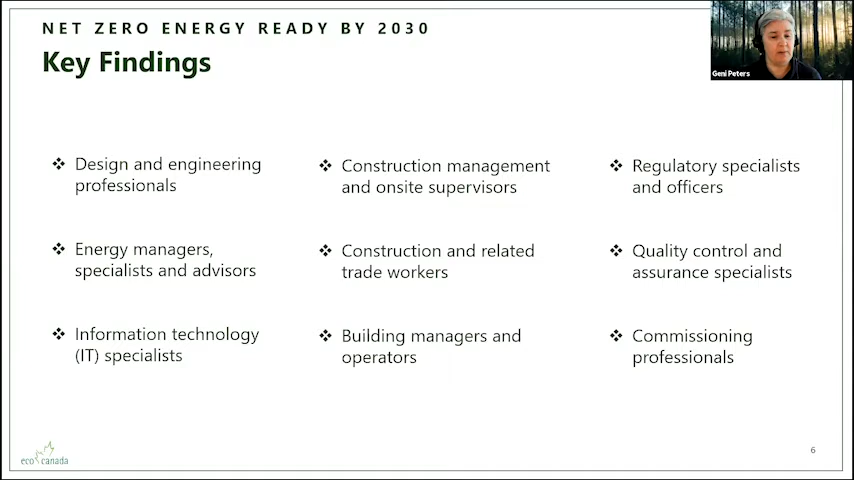 NET ZERO ENERGY READY BY 2030
Key Findings
Geni Peters
❖ Design and engineering
professionals
❖ Energy managers,
specialists and advisors
❖ Information technology
(IT) specialists
❖ Construction management
and onsite supervisors
❖ Construction and related
trade workers
❖ Building managers and
operators
❖ Regulatory specialists
and officers
❖ Quality control and
assurance specialists
❖ Commissioning
professionals
eco canada
6